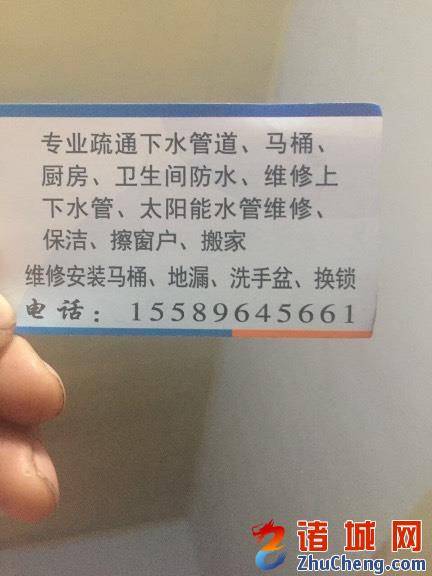 专业疏通下水管道、马桶、
厨房、卫生间防水、维修上
下水管、太阳能水管维修、
保洁、擦窗户、搬家
维修安装马桶、地漏、洗手盆、换锁
电话：15589645661
诸城网
ZhuCheng.com